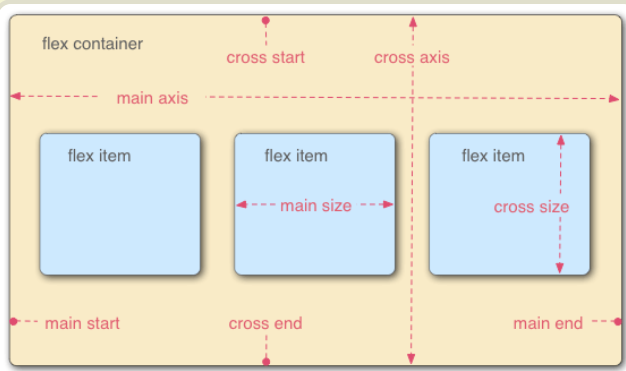 flex container
cross start
cross axis
main axis
flex item
flex item
flex item
main size
cross size
main start
cross end
main end